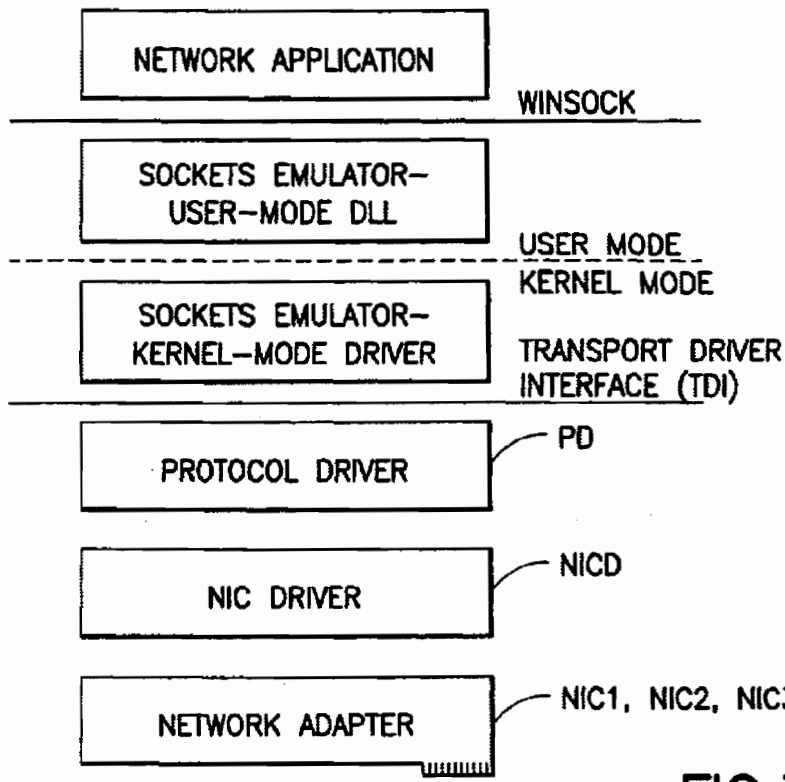 NETWORK APPLICATION
WINSOCK
SOCKETS EMULATOR–
USER–MODE DLL
USER MODE
KERNEL MODE
SOCKETS EMULATOR–
KERNEL–MODE DRIVER
TRANSPORT DRIVER
INTERFACE (TDI)
PROTOCOL DRIVER
PD
NIC DRIVER
NICD
NETWORK ADAPTER
NIC1, NIC2, NIC3